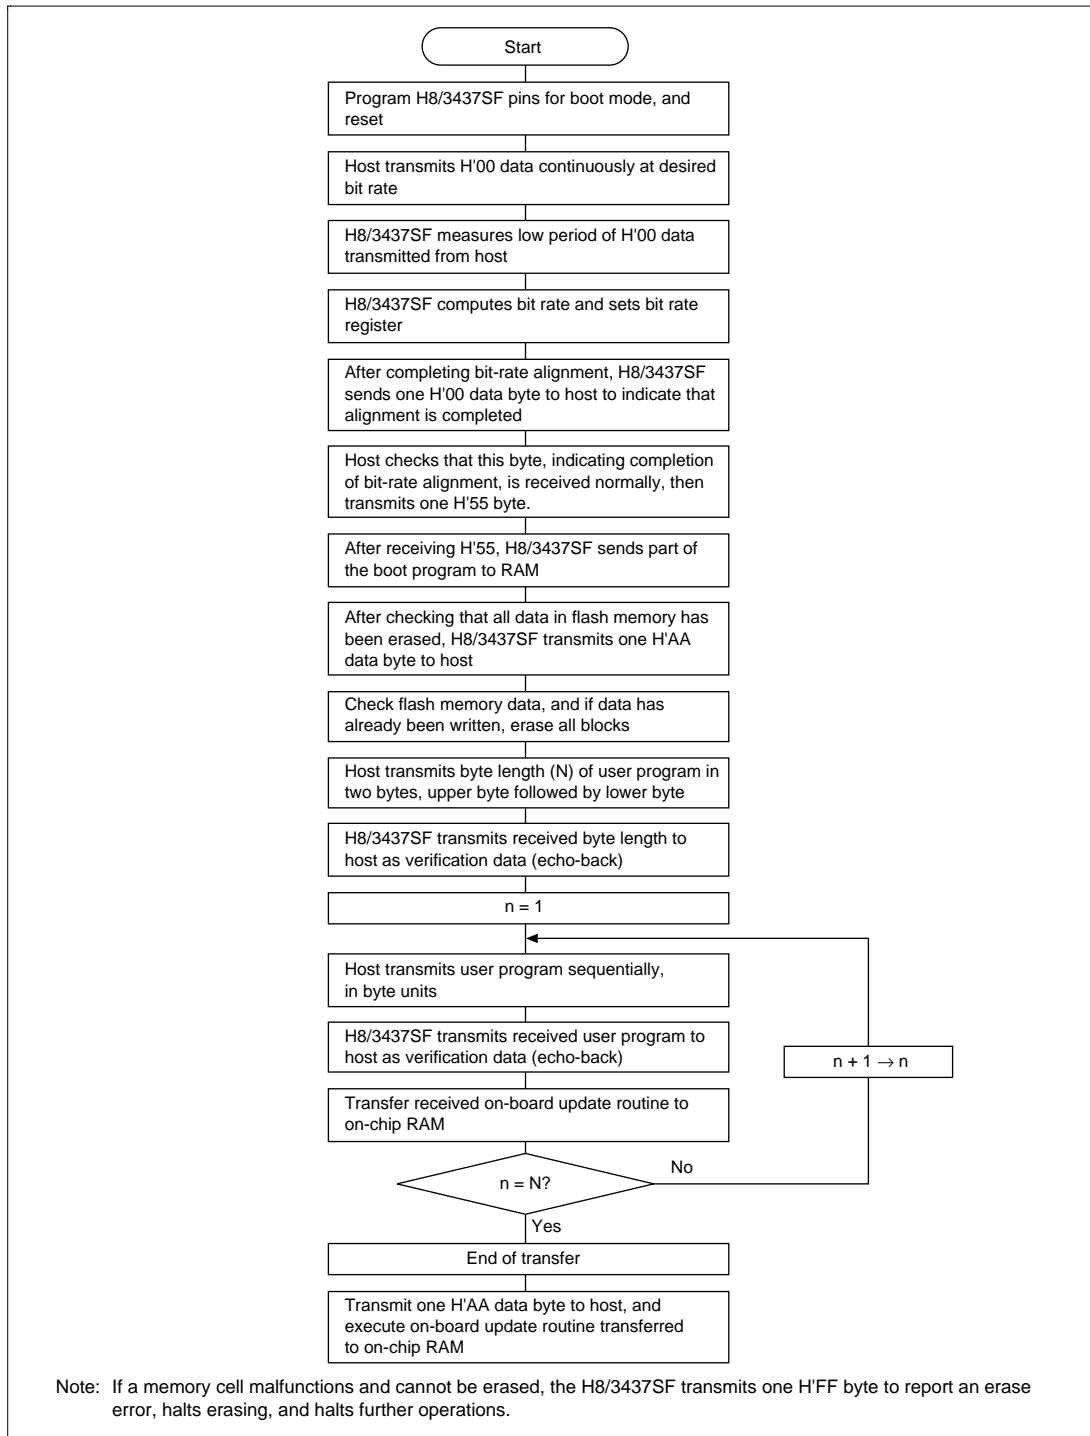 Start
Program H8/3437SF pins for boot mode, and
reset
Host transmits H'00 data continuously at desired
bit rate
H8/3437SF measures low period of H'00 data
transmitted from host
H8/3437SF computes bit rate and sets bit rate
register
After completing bit-rate alignment, H8/3437SF
sends one H'00 data byte to host to indicate that
alignment is completed
Host checks that this byte, indicating completion
of bit-rate alignment, is received normally, then
transmits one H'55 byte.
After receiving H'55, H8/3437SF sends part of
the boot program to RAM
After checking that all data in flash memory has
been erased, H8/3437SF transmits one H'AA
data byte to host
Check flash memory data, and if data has
already been written, erase all blocks
Host transmits byte length (N) of user program in
two bytes, upper byte followed by lower byte
H8/3437SF transmits received byte length to
host as verification data (echo-back)
n = 1
Host transmits user program sequentially,
in byte units
H8/3437SF transmits received user program to
host as verification data (echo-back)
n + 1 → n
Transfer received on-board update routine to
on-chip RAM
n = N?
No
Yes
End of transfer
Transmit one H'AA data byte to host, and
execute on-board update routine transferred
to on-chip RAM
Note: If a memory cell malfunctions and cannot be erased, the H8/3437SF transmits one H'FF byte to report an erase
error, halts erasing, and halts further operations.